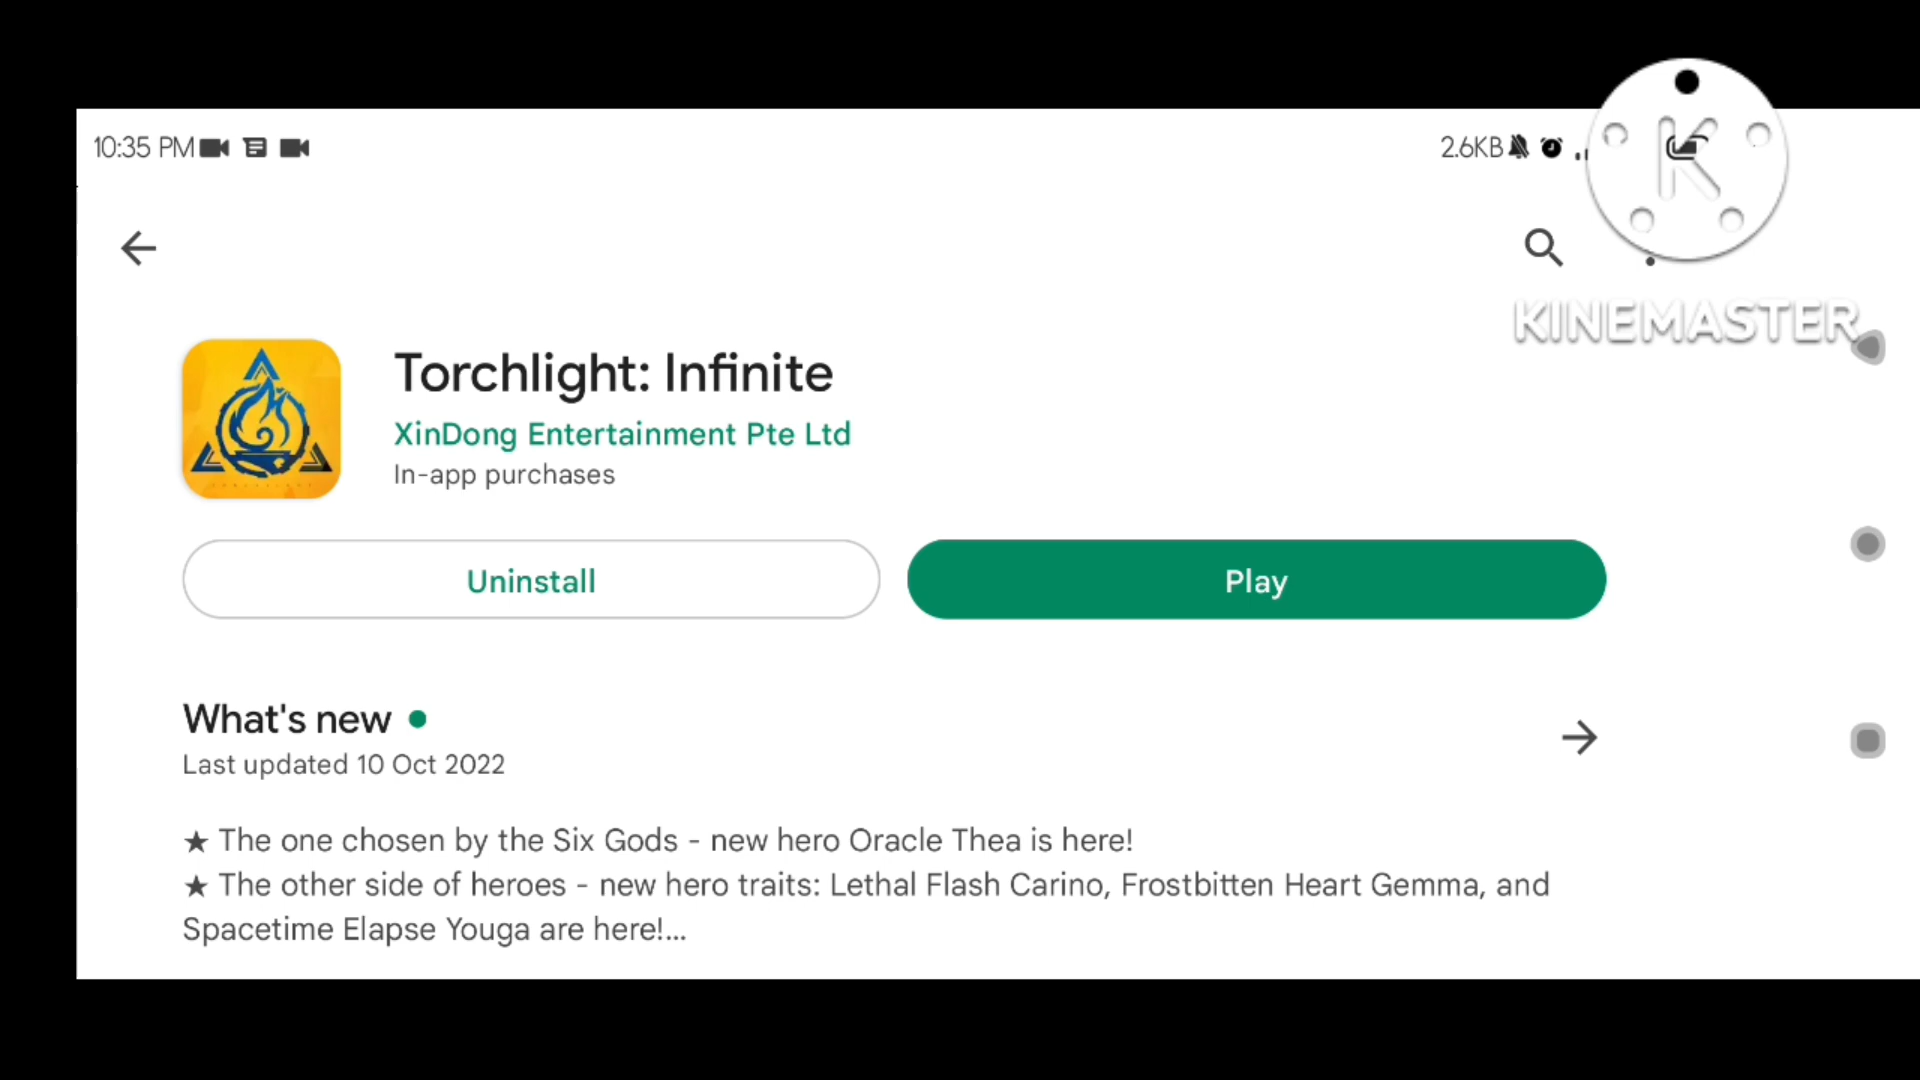 10:35 PM
2.6KB
K
KINEMASTER
Torchlight: Infinite
XinDong Entertainment Pte Ltd
In-app purchases
Uninstall
Play
What's new
Last updated 10 Oct 2022
★ The one chosen by the Six Gods - new hero Oracle Thea is here!
★ The other side of heroes - new hero traits: Lethal Flash Carino, Frostbitten Heart Gemma, and
Spacetime Elapse Youga are here!...